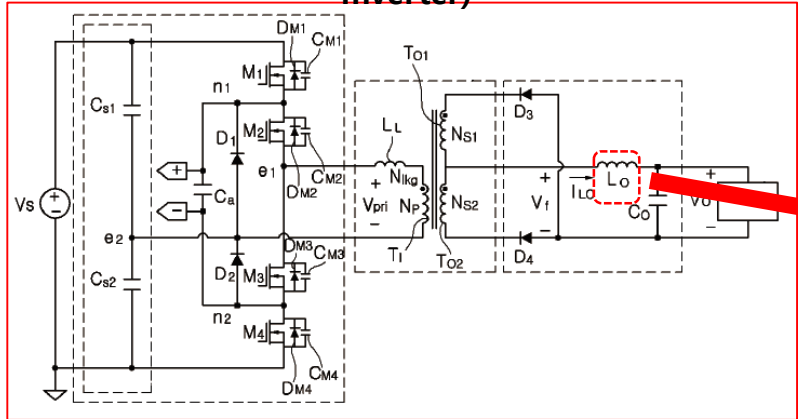 Inverter)
DM1
CM1
M1
TO1
n1
Cs1
D3
M2
NS1
D1
LL
e1
CM2
DM2
Nlkg
+
+
+
+
Vs
Ca
Vpri
NP
NS2
Vf
ILO
LO
VO
CO
−
−
−
−
e2
DM3
CM3
TI
TO2
D4
Cs2
D2
M3
n2
M4
DM4
CM4